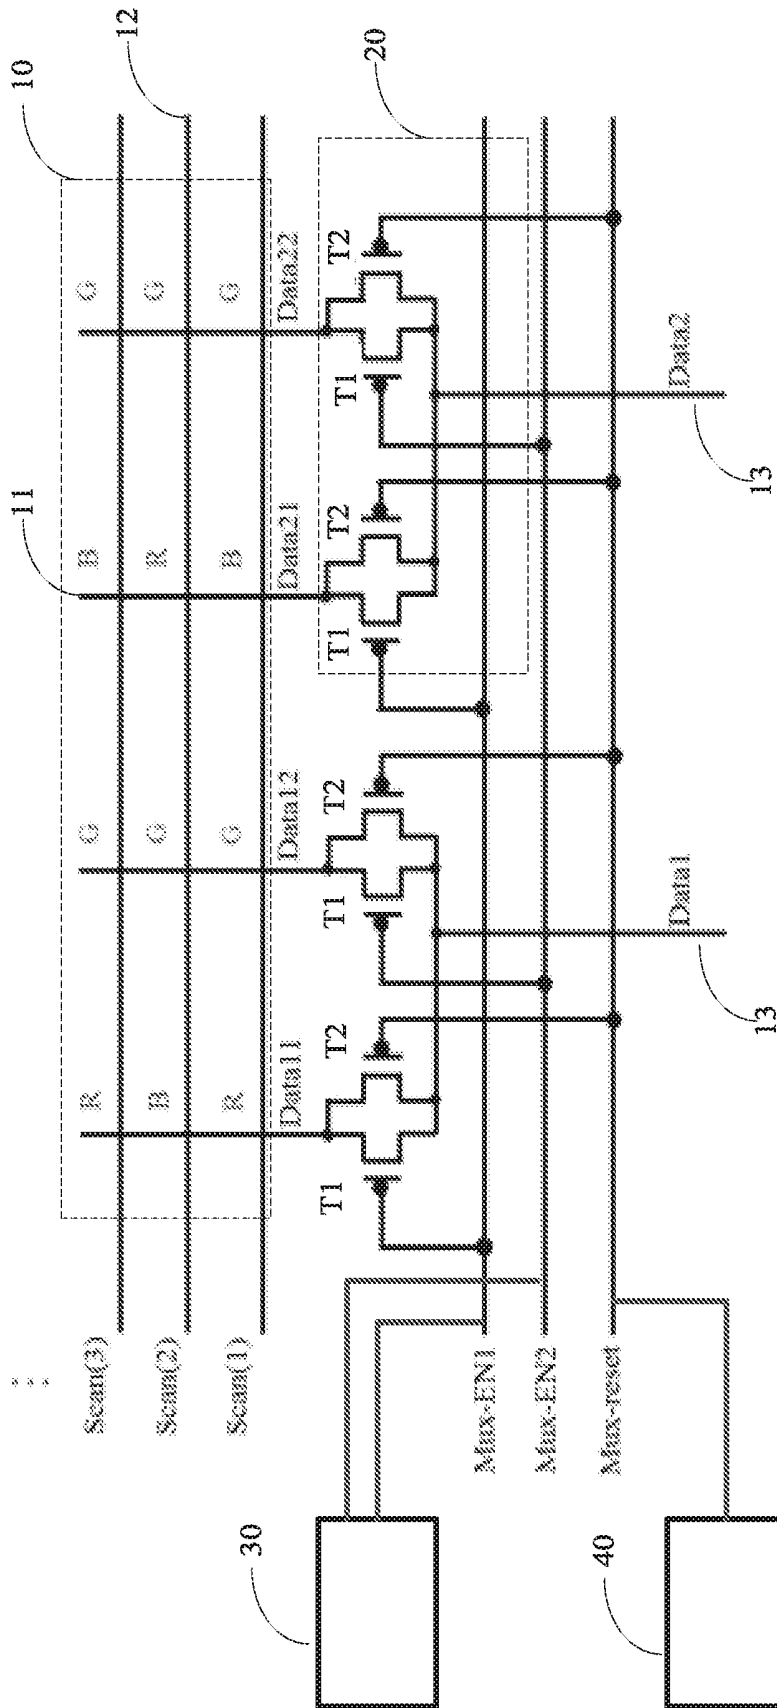 10
12
11
20
⋮
Scan(3) R G B G
Scan(2) B G R G
Scan(1) R G B G
Data11 Data12 Data21 Data22
T1 T2 T1 T2 T1 T2 T1 T2
30
Mux-EN1
Mux-EN2
Mux-reset
Data1 Data2
13 13
40